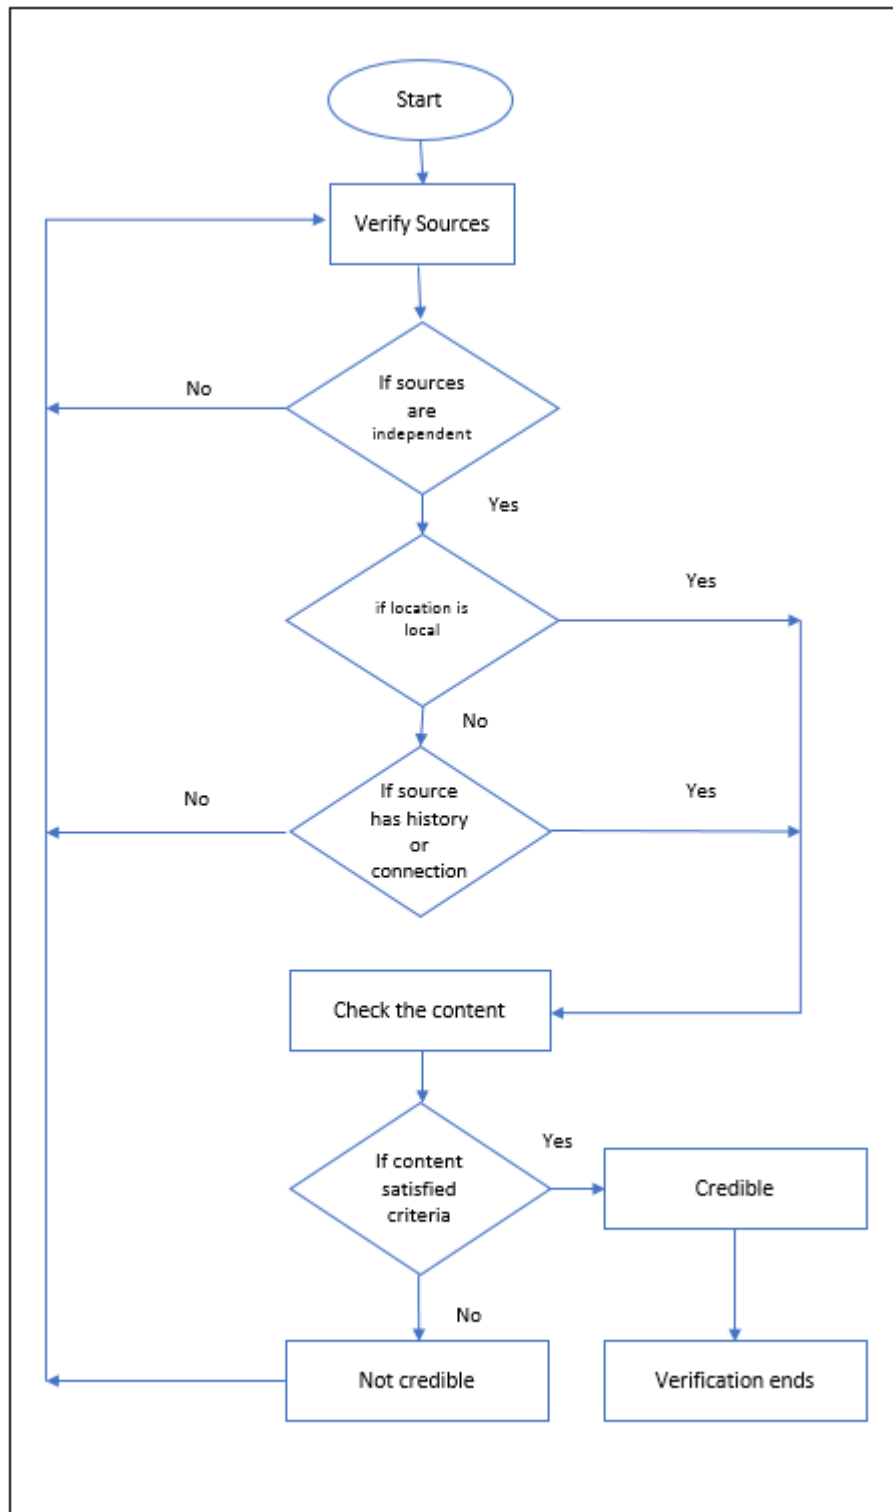 Start
Verify Sources
If sources
are
independent
No
Yes
if location is
local
Yes
No
If source
has history
or
connection
No
Yes
Check the content
If content
satisfied
criteria
Yes
Credible
No
Not credible
Verification ends